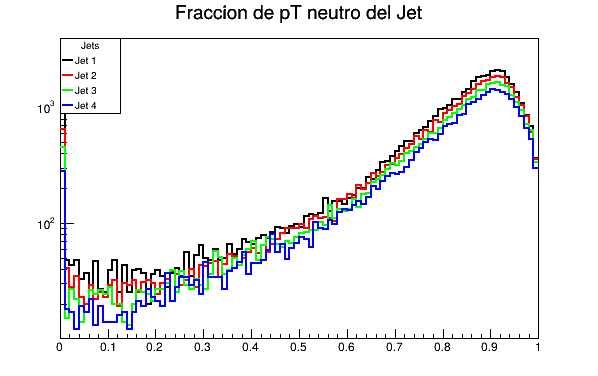 Fraccion de pT neutro del Jet
Jets
Jet 1
Jet 2
Jet 3
Jet 4
10³
10²
0 0.1 0.2 0.3 0.4 0.5 0.6 0.7 0.8 0.9 1